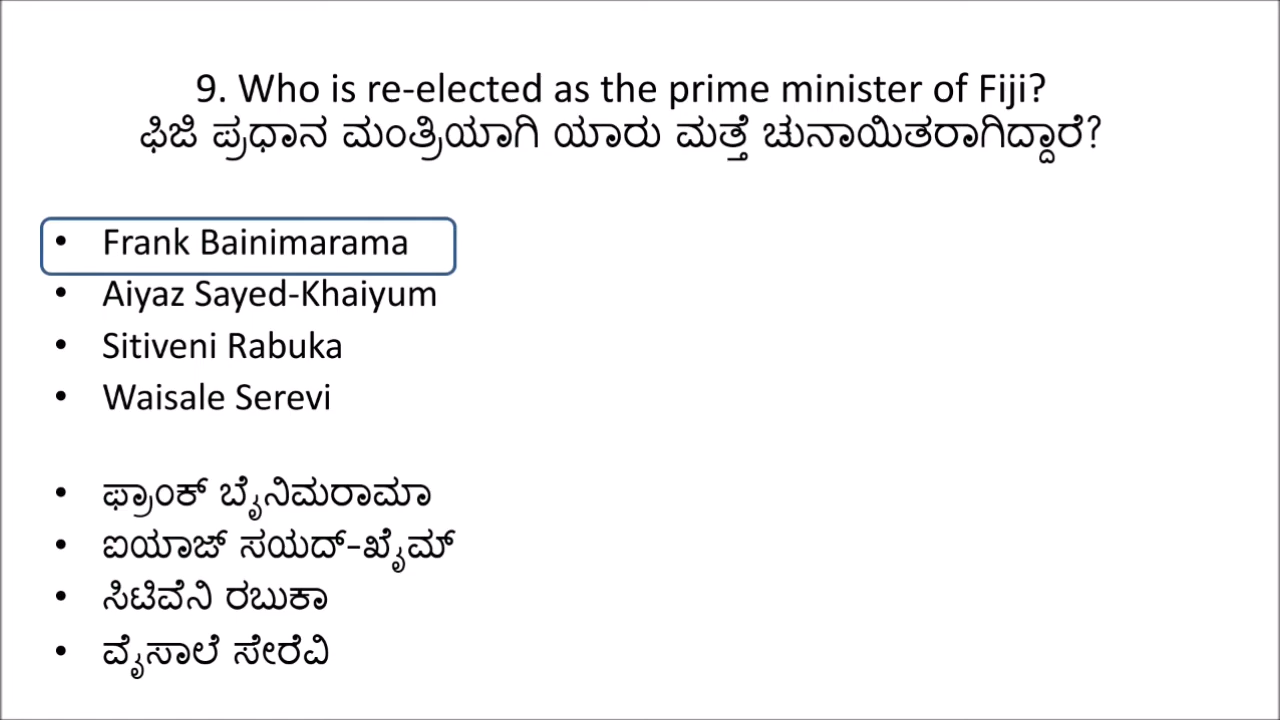 9. Who is re-elected as the prime minister of Fiji?
ಫಿಜಿ ಪ್ರಧಾನ ಮಂತ್ರಿಯಾಗಿ ಯಾರು ಮತ್ತೆ ಚುನಾಯಿತರಾಗಿದ್ದಾರೆ?
• Frank Bainimarama
• Aiyaz Sayed-Khaiyum
• Sitiveni Rabuka
• Waisale Serevi
• ಫ್ರಾಂಕ್ ಬೈನಿಮರಾಮಾ
• ಐಯಾಜ್ ಸಯದ್-ಖೈಮ್
• ಸಿಟಿವೆನಿ ರಬುಕಾ
• ವೈಸಾಲೆ ಸೇರೆವಿ